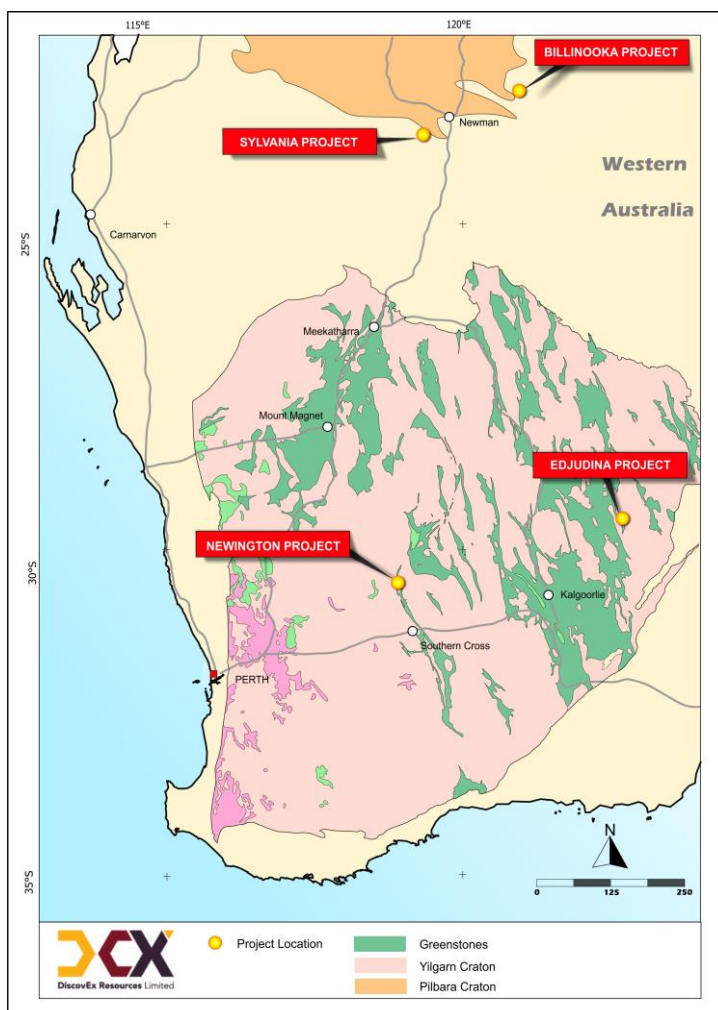 115°E
120°E
BILLINOOKA PROJECT
Newman
SYLVANIA PROJECT
Western
Australia
Carnarvon
25°S
Meekatharra
Mount Magnet
EDJUDINA PROJECT
NEWINGTON PROJECT
30°S
Kalgoorlie
Southern Cross
PERTH
N
35°S
0 125 250
DCX
DiscovEx Resources Limited
Project Location
Greenstones
Yilgarn Craton
Pilbara Craton